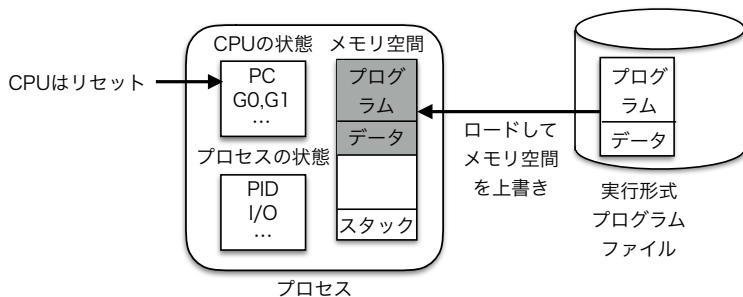 CPUの状態
メモリ空間
CPUはリセット
PC
G0,G1
…
プログ
ラム
データ
スタック
プロセスの状態
PID
I/O
…
プロセス
ロードして
メモリ空間
を上書き
プログ
ラム
データ
実行形式
プログラム
ファイル